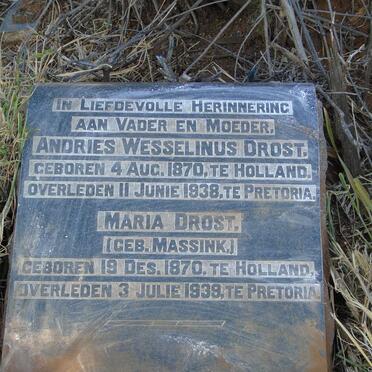 In Liefdevolle Herinnering
aan Vader en Moeder.
Andries Wesselinus Drost.
geboren 4 Aug. 1870, te Holland.
overleden 11 Junie 1938, te Pretoria.
Maria Drost.
(geb. Massink.)
geboren 19 Des. 1870, te Holland.
overleden 3 Julie 1939, te Pretoria.